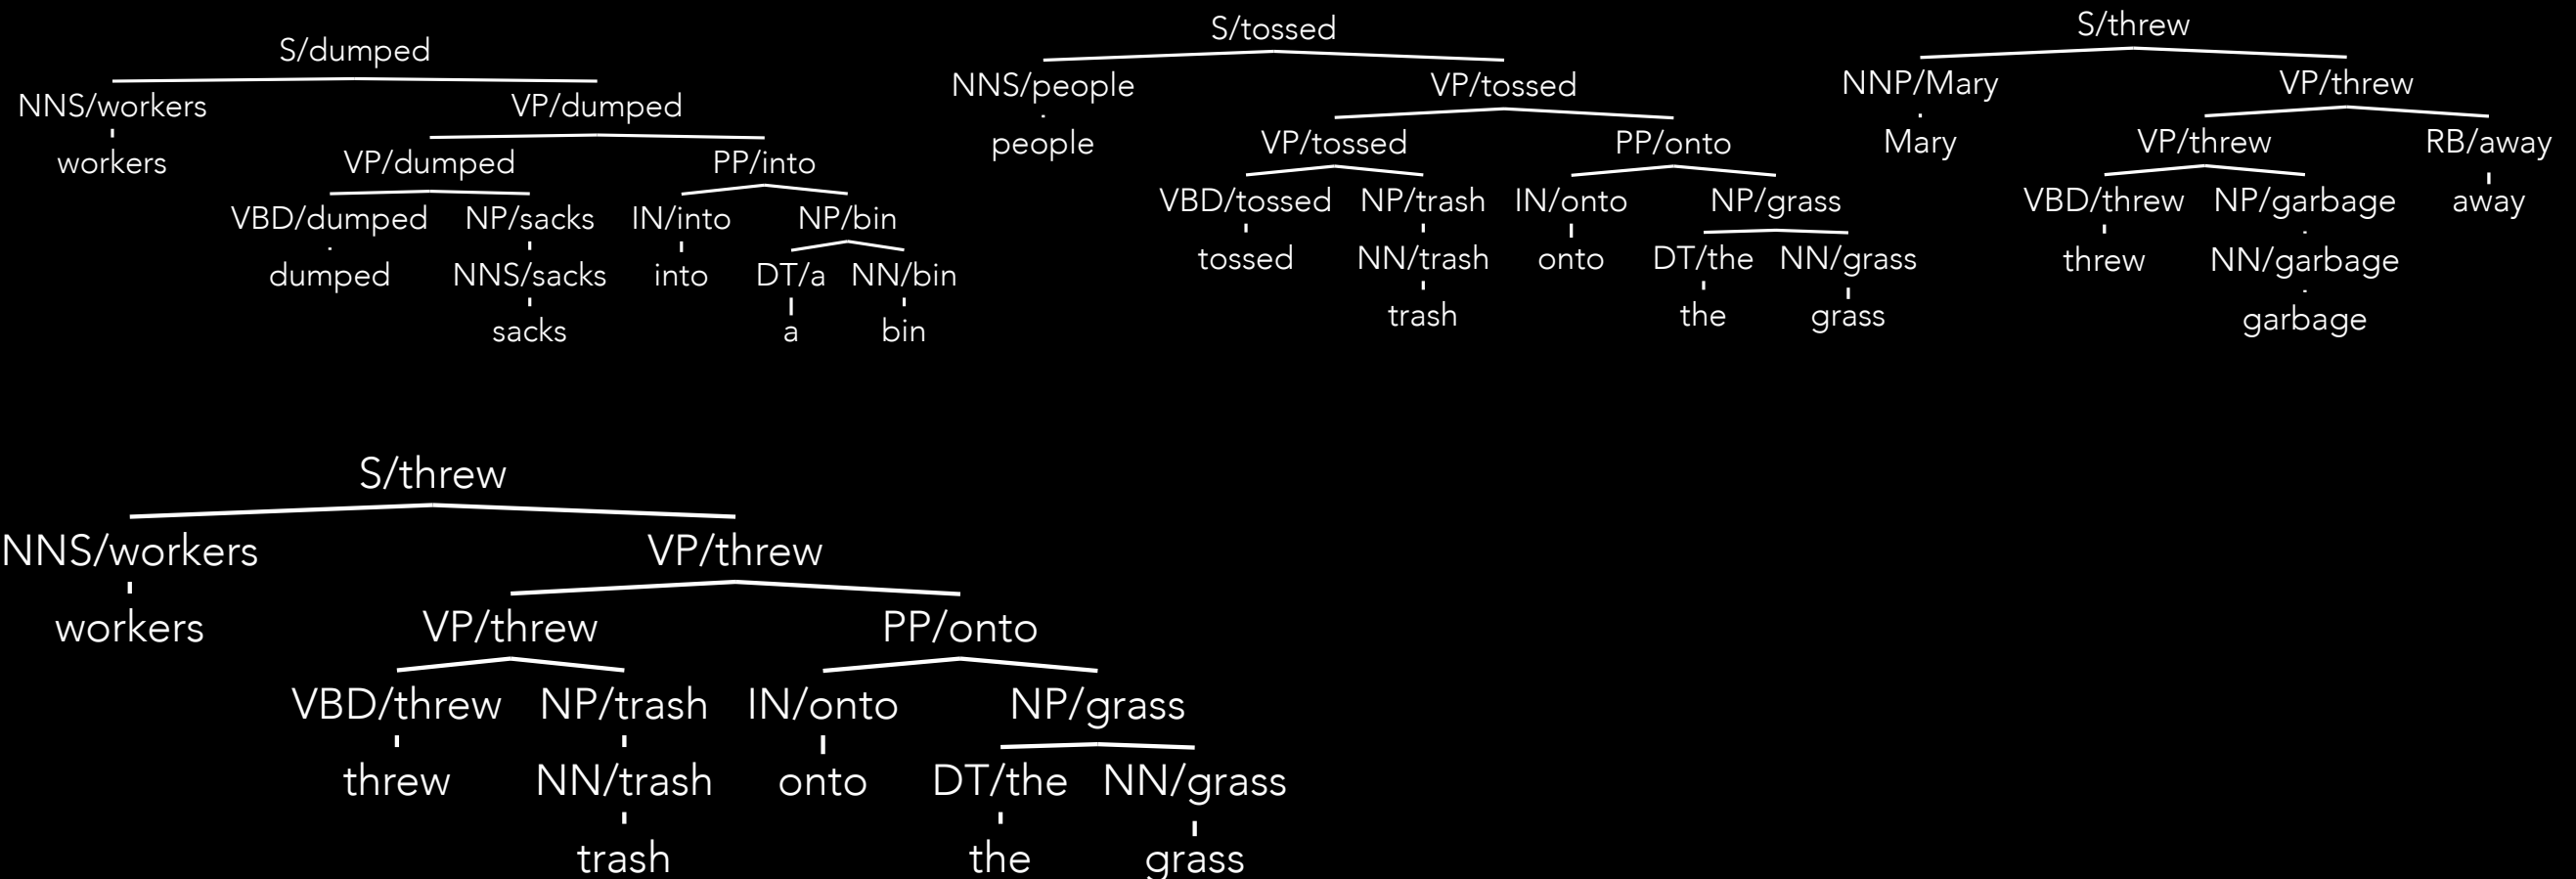 S/dumped
NNS/workers VP/dumped
workers VP/dumped PP/into
VBD/dumped NP/sacks IN/into NP/bin
dumped NNS/sacks into DT/a NN/bin
sacks a bin
S/tossed
NNS/people VP/tossed
people VP/tossed PP/onto
VBD/tossed NP/trash IN/onto NP/grass
tossed NN/trash onto DT/the NN/grass
trash the grass
S/threw
NNP/Mary VP/threw
Mary VP/threw RB/away
VBD/threw NP/garbage away
threw NN/garbage
garbage
S/threw
NNS/workers VP/threw
workers VP/threw PP/onto
VBD/threw NP/trash IN/onto NP/grass
threw NN/trash onto DT/the NN/grass
trash the grass